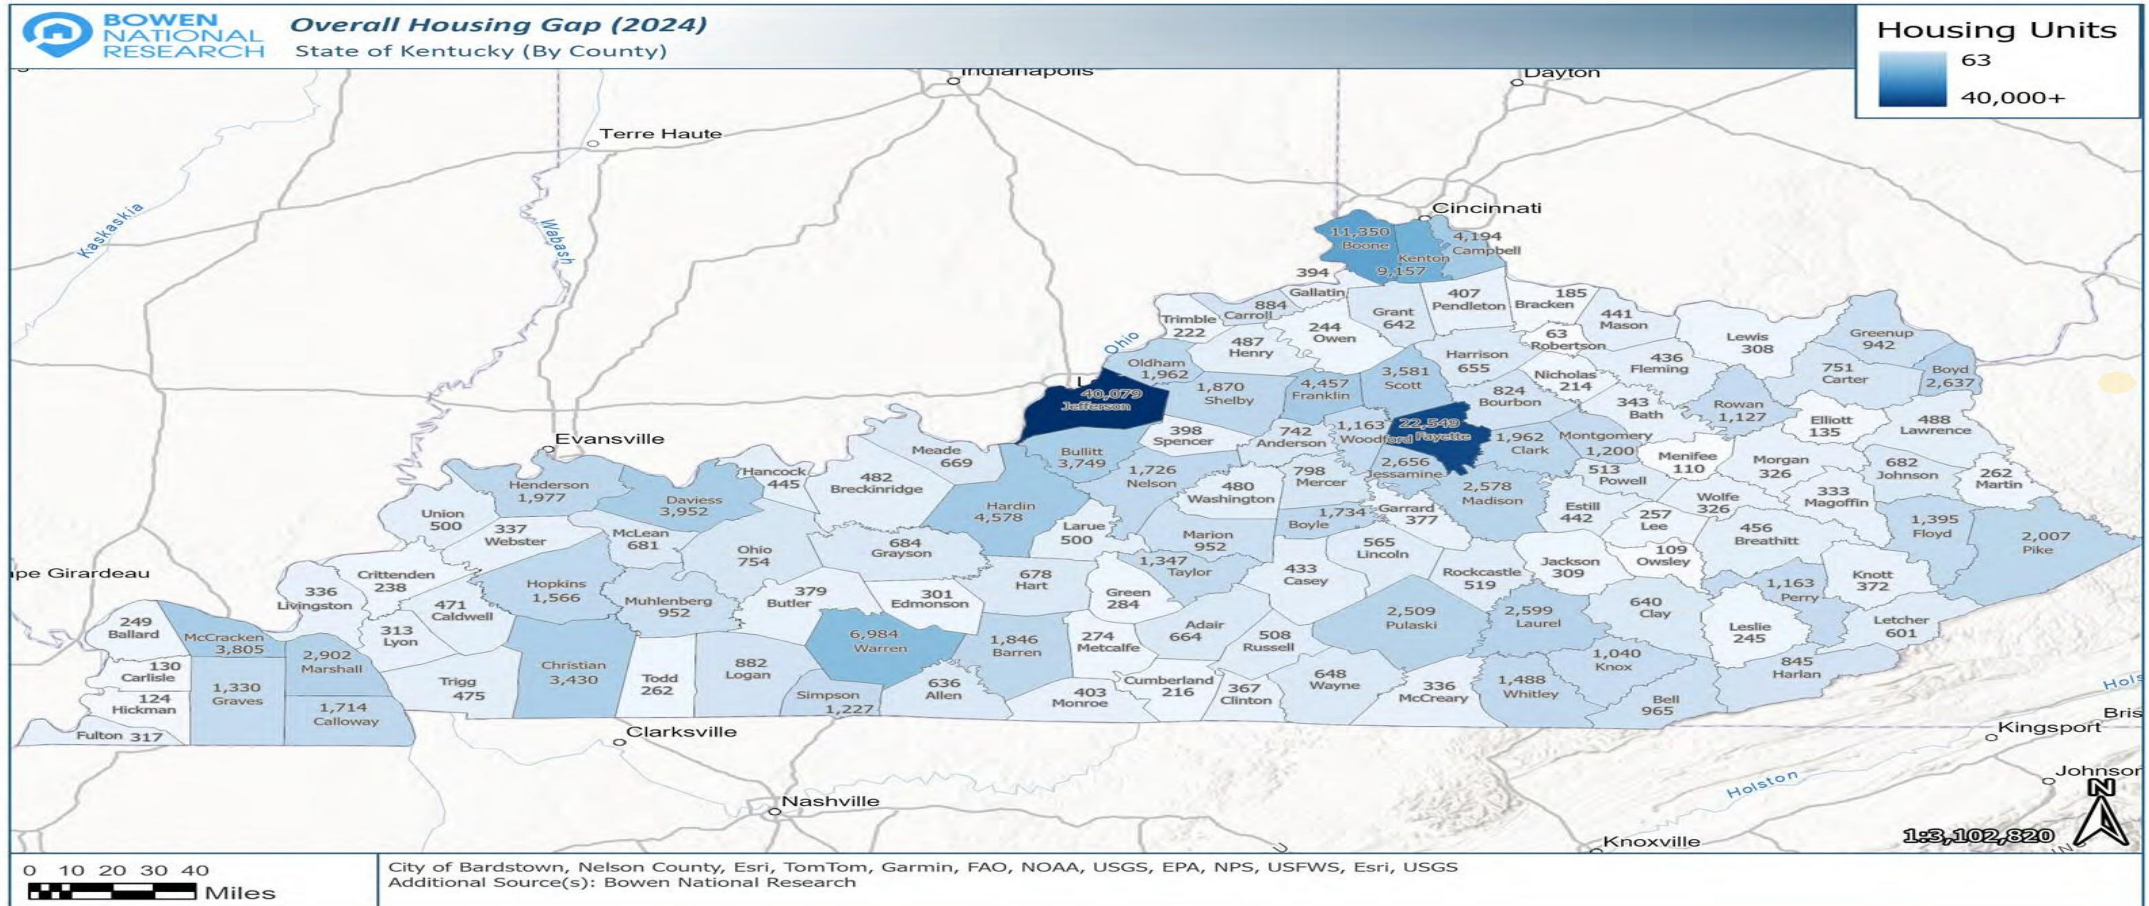 BOWEN
NATIONAL
RESEARCH
Overall Housing Gap (2024)
State of Kentucky (By County)
Housing Units
63
40,000+
Indianapolis
Dayton
Terre Haute
Kaskaskia
Wabash
Cincinnati
11,350
Boone
4,194
Campbell
Kenton
9,157
394
Gallatin
884
Carroll
Trimble
222
Grant
642
407
Pendleton
185
Bracken
441
Mason
Ohio
487
Henry
244
Owen
63
Robertson
Lewis
308
Greenup
942
Oldham
1,962
Harrison
655
436
Fleming
3,581
Scott
Nicholas
214
751
Carter
Boyd
2,637
L
40,079
Jefferson
1,870
Shelby
4,457
Franklin
824
Bourbon
343
Bath
Rowan
1,127
Elliott
135
488
Lawrence
Evansville
398
Spencer
742
Anderson
1,163
Woodford
22,549
Fayette
1,962
Clark
Montgomery
1,200
Menifee
110
Morgan
326
682
Johnson
262
Martin
Meade
669
Bullitt
3,749
1,726
Nelson
798
Mercer
2,656
Jessamine
513
Powell
Hancock
445
482
Breckinridge
Henderson
1,977
Daviess
3,952
480
Washington
2,578
Madison
333
Magoffin
Wolfe
326
Union
500
Hardin
4,578
Larue
500
1,734
Boyle
Garrard
377
Estill
442
257
Lee
456
Breathitt
1,395
Floyd
2,007
Pike
337
Webster
McLean
681
Ohio
754
684
Grayson
Marion
952
565
Lincoln
109
Owsley
Jackson
309
pe Girardeau
Crittenden
238
Hopkins
1,566
678
Hart
1,347
Taylor
433
Casey
Rockcastle
519
1,163
Perry
Knott
372
336
Livingston
471
Caldwell
Muhlenberg
952
379
Butler
301
Edmonson
Green
284
640
Clay
249
Ballard
McCracken
3,805
313
Lyon
6,984
Warren
1,846
Barren
274
Metcalfe
Adair
664
508
Russell
2,509
Pulaski
2,599
Laurel
Leslie
245
Letcher
601
2,902
Marshall
130
Carlisle
1,330
Graves
Christian
3,430
882
Logan
1,040
Knox
845
Harlan
Trigg
475
Todd
262
Simpson
1,227
636
Allen
403
Monroe
Cumberland
216
367
Clinton
648
Wayne
336
McCreary
1,488
Whitley
Bell
965
124
Hickman
1,714
Calloway
Fulton 317
Clarksville
Hols
Bris
Kingsport
Johnson
Holston
Nashville
Knoxville
N
1:3,102,820
0 10 20 30 40
Miles
City of Bardstown, Nelson County, Esri, TomTom, Garmin, FAO, NOAA, USGS, EPA, NPS, USFWS, Esri, USGS
Additional Source(s): Bowen National Research